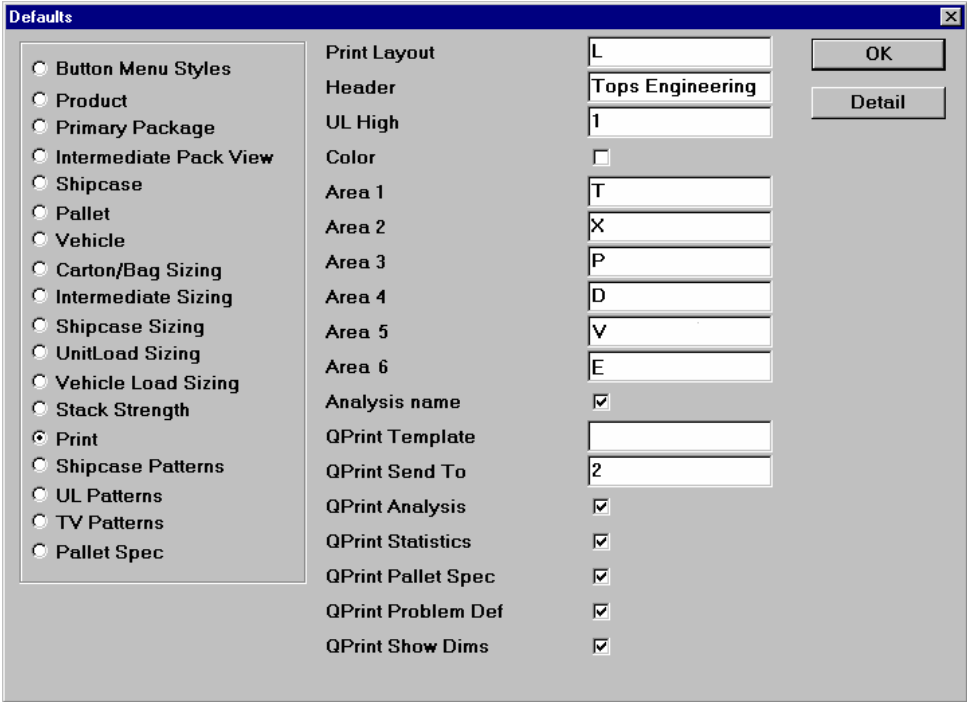 Defaults
Button Menu Styles
Product
Primary Package
Intermediate Pack View
Shipcase
Pallet
Vehicle
Carton/Bag Sizing
Intermediate Sizing
Shipcase Sizing
UnitLoad Sizing
Vehicle Load Sizing
Stack Strength
Print
Shipcase Patterns
UL Patterns
TV Patterns
Pallet Spec
Print Layout L
Header Tops Engineering
UL High 1
Color
Area 1 T
Area 2 X
Area 3 P
Area 4 D
Area 5 V
Area 6 E
Analysis name
QPrint Template
QPrint Send To 2
QPrint Analysis
QPrint Statistics
QPrint Pallet Spec
QPrint Problem Def
QPrint Show Dims
OK
Detail